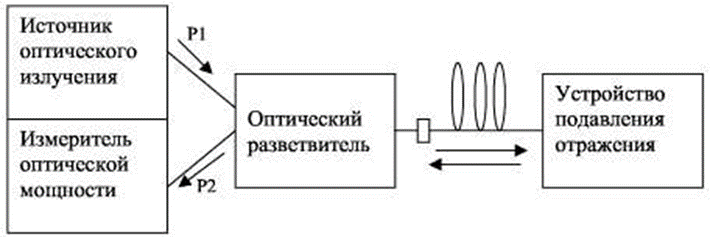 Источник
оптического
излучения
P1
Измеритель
оптической
мощности
P2
Оптический
разветвитель
Устройство
подавления
отражения